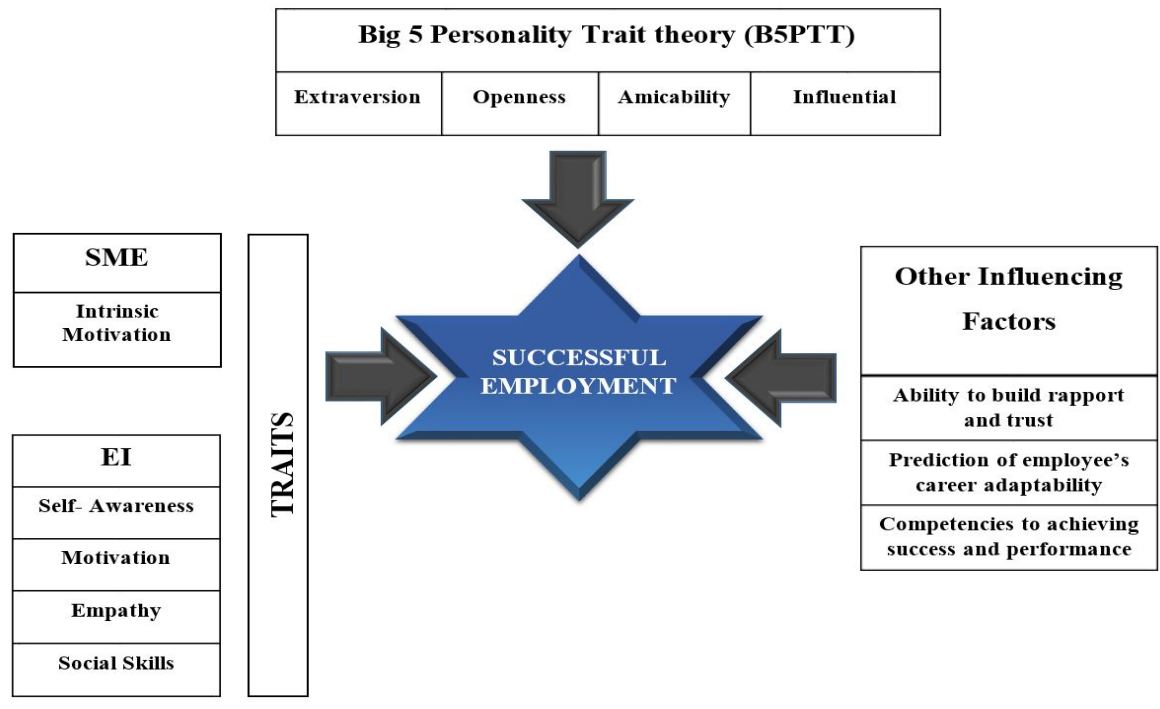 Big 5 Personality Trait theory (B5PTT)
Extraversion
Openness
Amicability
Influential
SME
Intrinsic
Motivation
EI
Self- Awareness
Motivation
Empathy
Social Skills
TRAITS
SUCCESSFUL
EMPLOYMENT
Other Influencing
Factors
Ability to build rapport
and trust
Prediction of employee’s
career adaptability
Competencies to achieving
success and performance